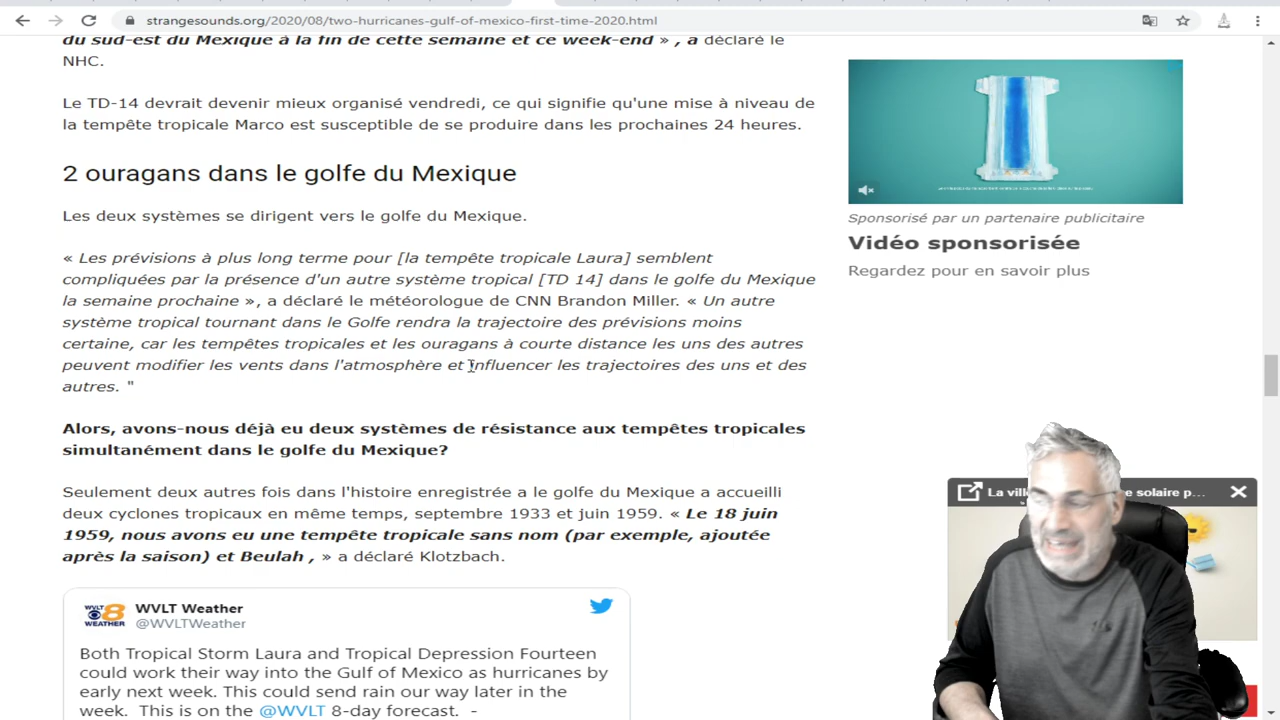 strangesounds.org/2020/08/two-hurricanes-gulf-of-mexico-first-time-2020.html
du sud-est du Mexique à la fin de cette semaine et ce week-end » , a déclaré le
NHC.
Le TD-14 devrait devenir mieux organisé vendredi, ce qui signifie qu'une mise à niveau de
la tempête tropicale Marco est susceptible de se produire dans les prochaines 24 heures.
2 ouragans dans le golfe du Mexique
Les deux systèmes se dirigent vers le golfe du Mexique.
« Les prévisions à plus long terme pour [la tempête tropicale Laura] semblent
compliquées par la présence d'un autre système tropical [TD 14] dans le golfe du Mexique
la semaine prochaine », a déclaré le météorologue de CNN Brandon Miller. « Un autre
système tropical tournant dans le Golfe rendra la trajectoire des prévisions moins
certaine, car les tempêtes tropicales et les ouragans à courte distance les uns des autres
peuvent modifier les vents dans l'atmosphère et influencer les trajectoires des uns et des
autres. "
Alors, avons-nous déjà eu deux systèmes de résistance aux tempêtes tropicales
simultanément dans le golfe du Mexique?
Seulement deux autres fois dans l'histoire enregistrée a le golfe du Mexique a accueilli
deux cyclones tropicaux en même temps, septembre 1933 et juin 1959. « Le 18 juin
1959, nous avons eu une tempête tropicale sans nom (par exemple, ajoutée
après la saison) et Beulah , » a déclaré Klotzbach.
8 WEATHER
WVLT Weather
@WVLTWeather
Both Tropical Storm Laura and Tropical Depression Fourteen
could work their way into the Gulf of Mexico as hurricanes by
early next week. This could send rain our way later in the
week. This is on the @WVLT 8-day forecast. -
Sponsorisé par un partenaire publicitaire
Vidéo sponsorisée
Regardez pour en savoir plus
La vill e solaire p...